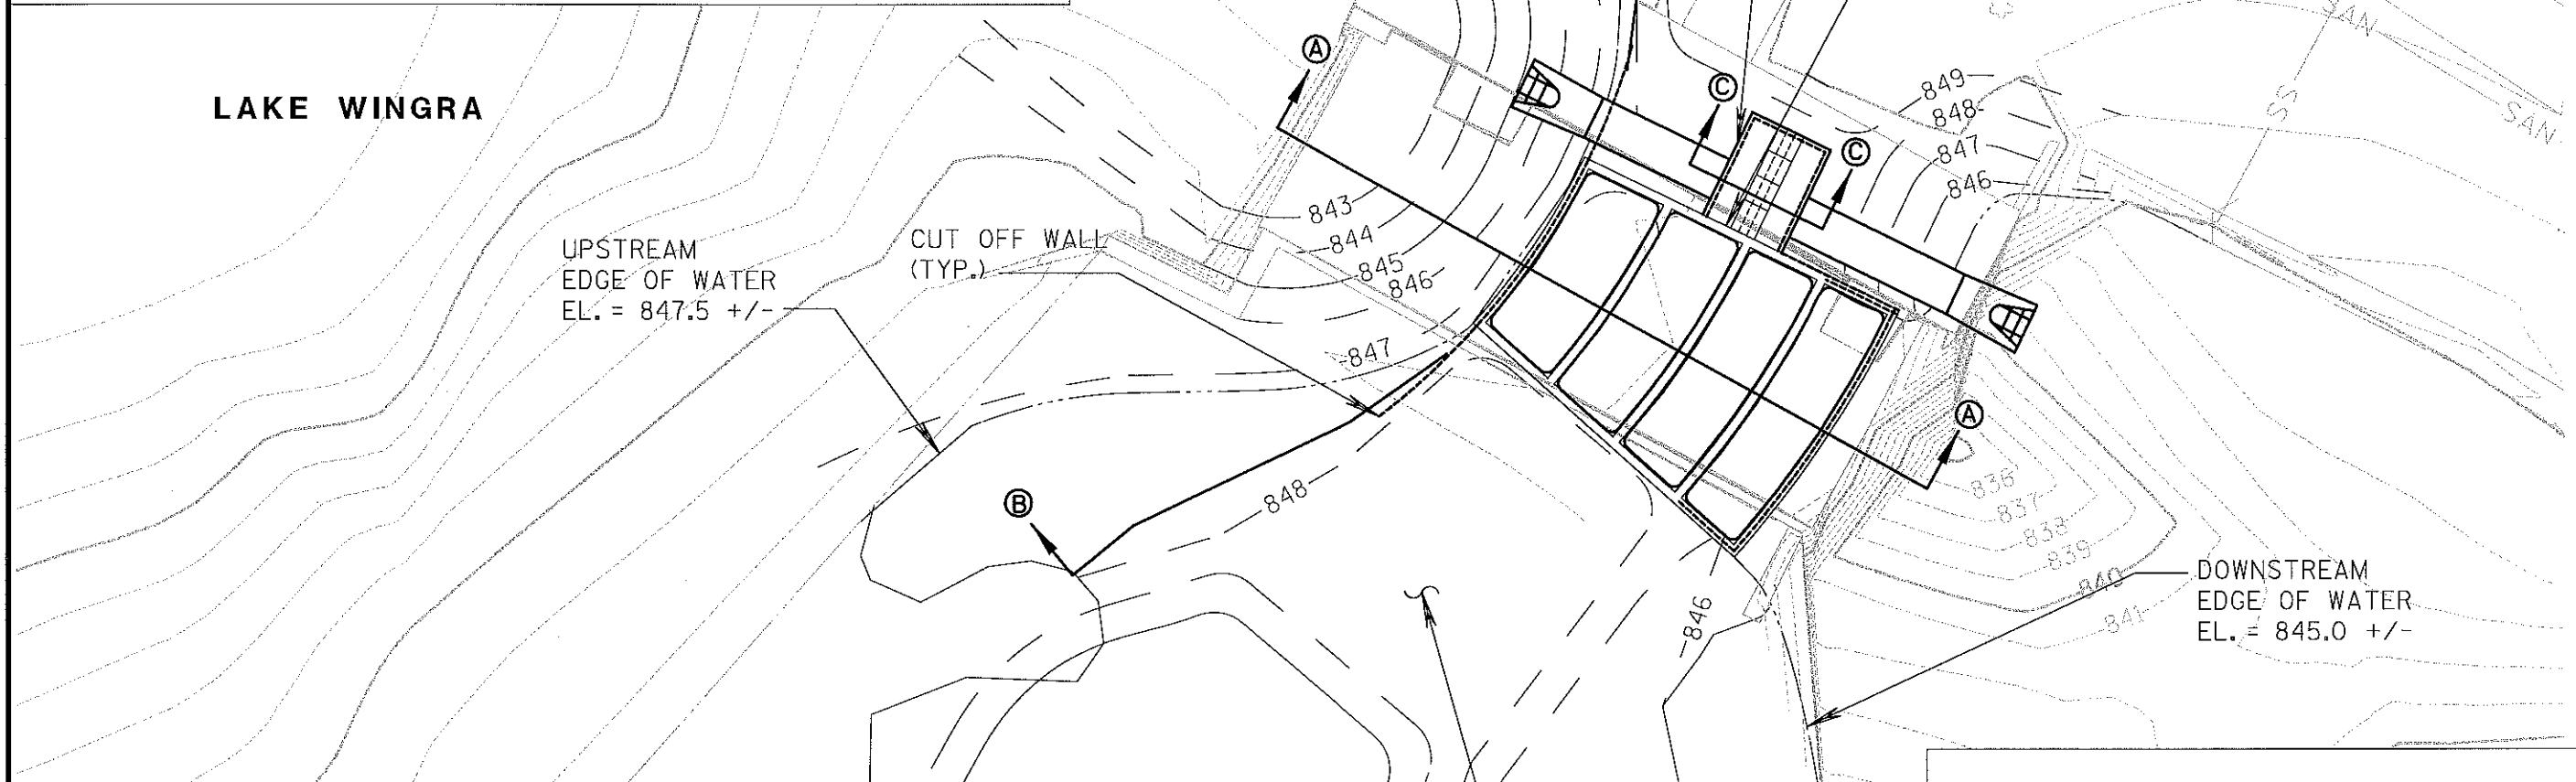 SAN
SS
SAN
A
LAKE WINGRA
C
C
849
848
847
846
843
844
845
846
UPSTREAM
EDGE OF WATER
EL. = 847.5 +/-
CUT OFF WALL
(TYP.)
847
A
848
B
836
837
838
839
840
841
846
DOWNSTREAM
EDGE OF WATER
EL. = 845.0 +/-